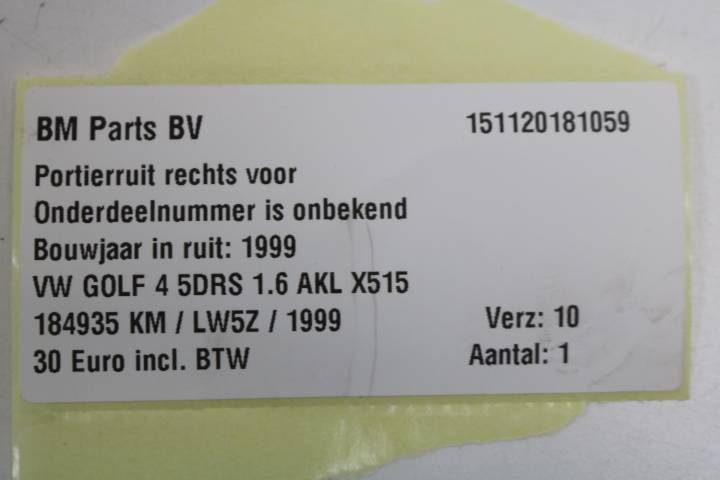 BM Parts BV 151120181059
Portierruit rechts voor
Onderdeelnummer is onbekend
Bouwjaar in ruit: 1999
VW GOLF 4 5DRS 1.6 AKL X515
184935 KM / LW5Z / 1999 Verz: 10
30 Euro incl. BTW Aantal: 1